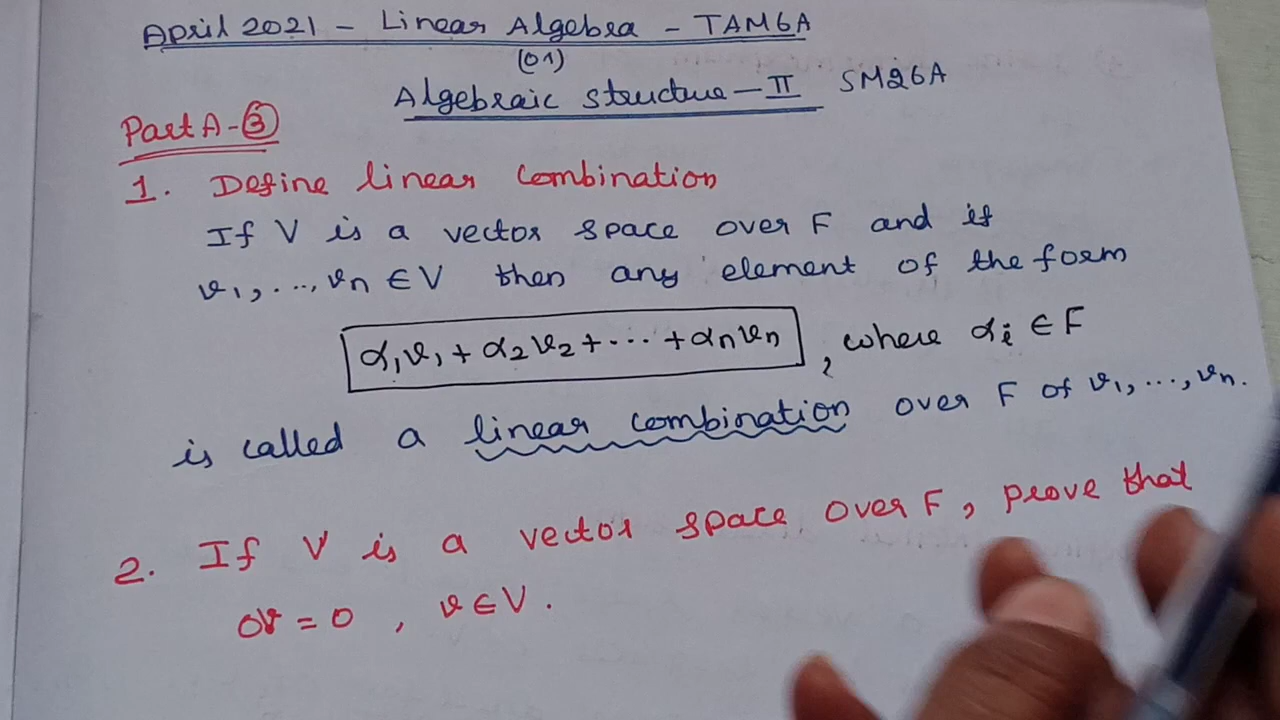 April 2021 - Linear Algebra - TAM6A
(or)
Algebraic structure - II SM26A
Part A - 3
1. Define linear combination
If V is a vector space over F and if
v₁, ..., vₙ ∈ V then any element of the form
α₁v₁ + α₂v₂ + ... + αₙvₙ, where αᵢ ∈ F
is called a linear combination over F of v₁, ..., vₙ.
2. If V is a vector space over F, prove that
0v = 0, v ∈ V.